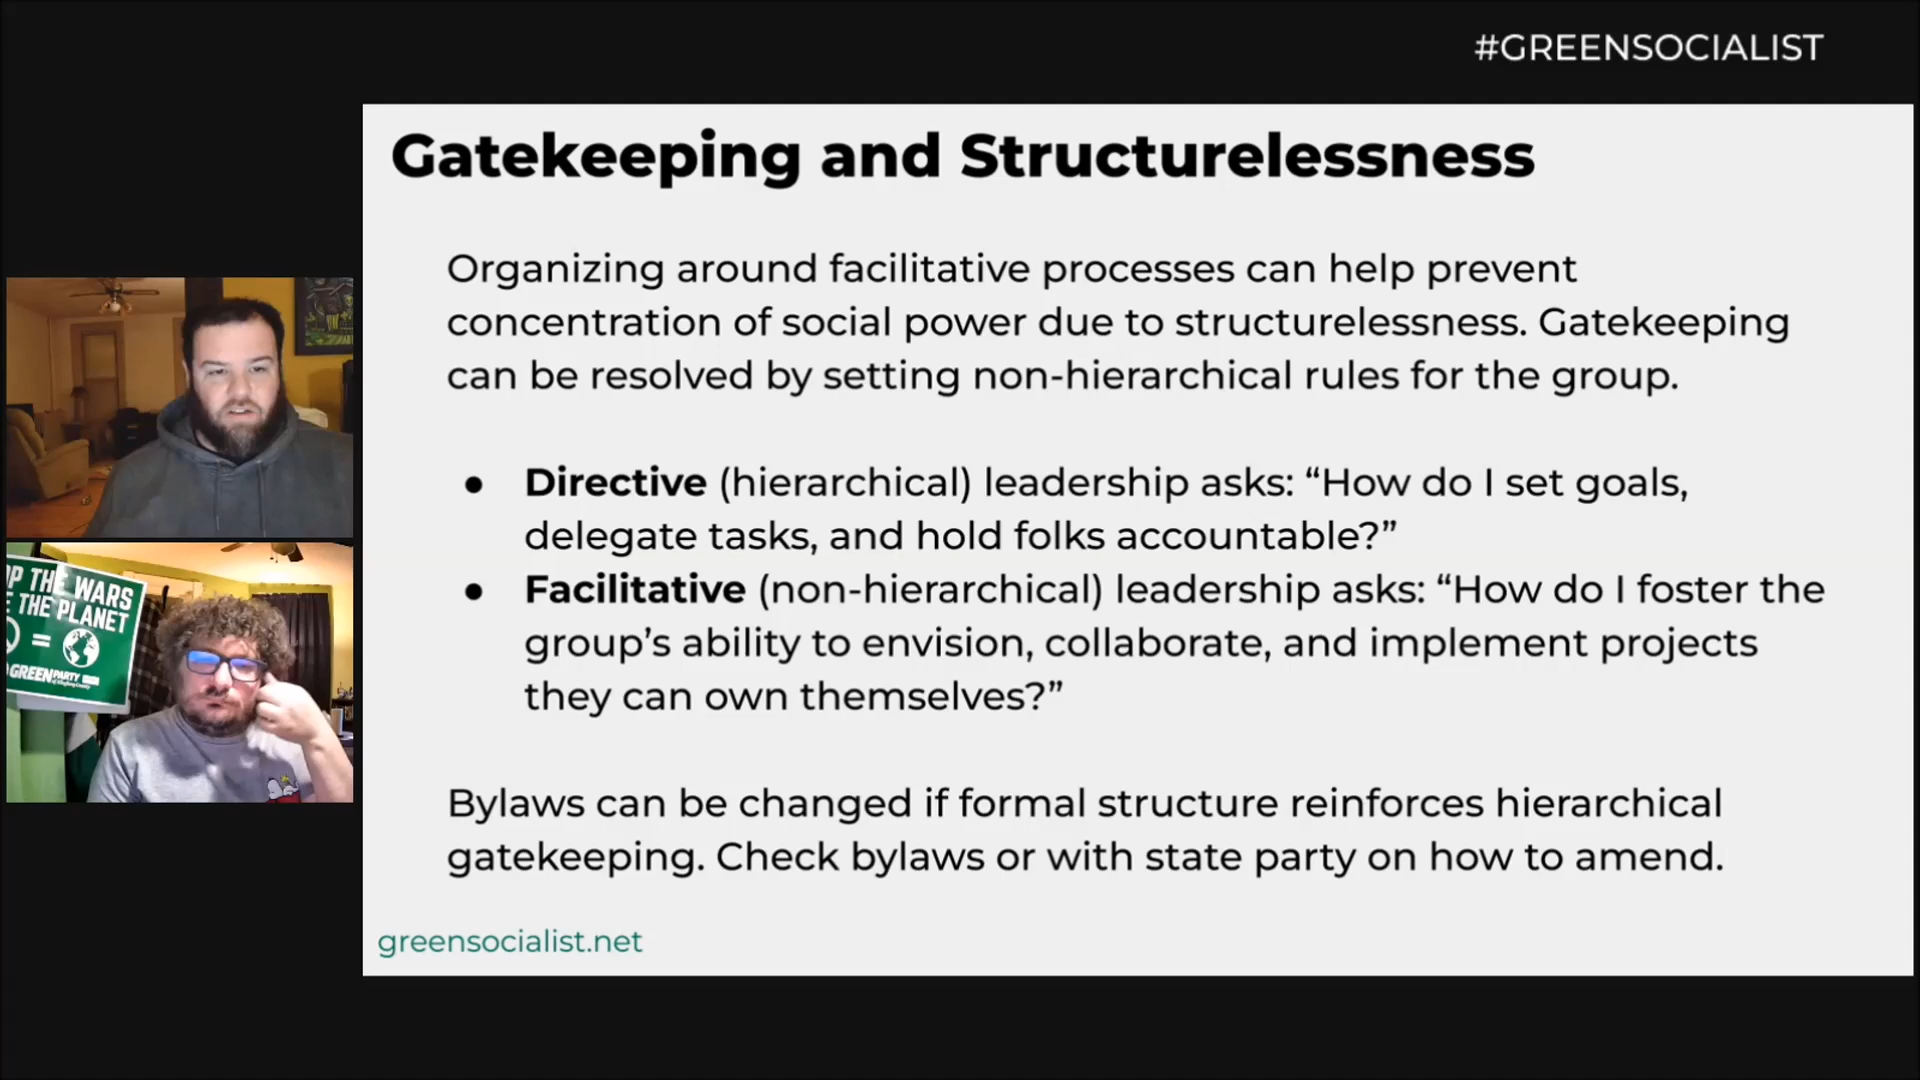 #GREENSOCIALIST
Gatekeeping and Structurelessness
Organizing around facilitative processes can help prevent
concentration of social power due to structurelessness. Gatekeeping
can be resolved by setting non-hierarchical rules for the group.
● Directive (hierarchical) leadership asks: “How do I set goals,
delegate tasks, and hold folks accountable?”
● Facilitative (non-hierarchical) leadership asks: “How do I foster the
group’s ability to envision, collaborate, and implement projects
they can own themselves?”
Bylaws can be changed if formal structure reinforces hierarchical
gatekeeping. Check bylaws or with state party on how to amend.
greensocialist.net
OP THE WARS
THE PLANET
=
GREENPARTY